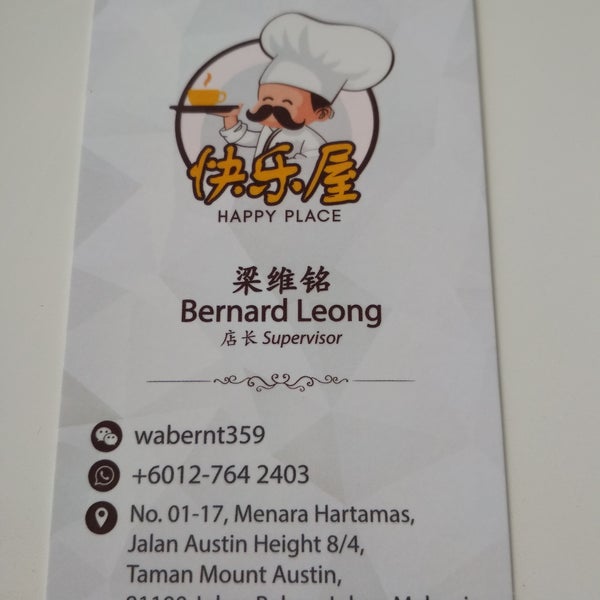 快乐屋
HAPPY PLACE
梁维铭
Bernard Leong
店长 Supervisor
wabernt359
+6012-764 2403
No. 01-17, Menara Hartamas,
Jalan Austin Height 8/4,
Taman Mount Austin,